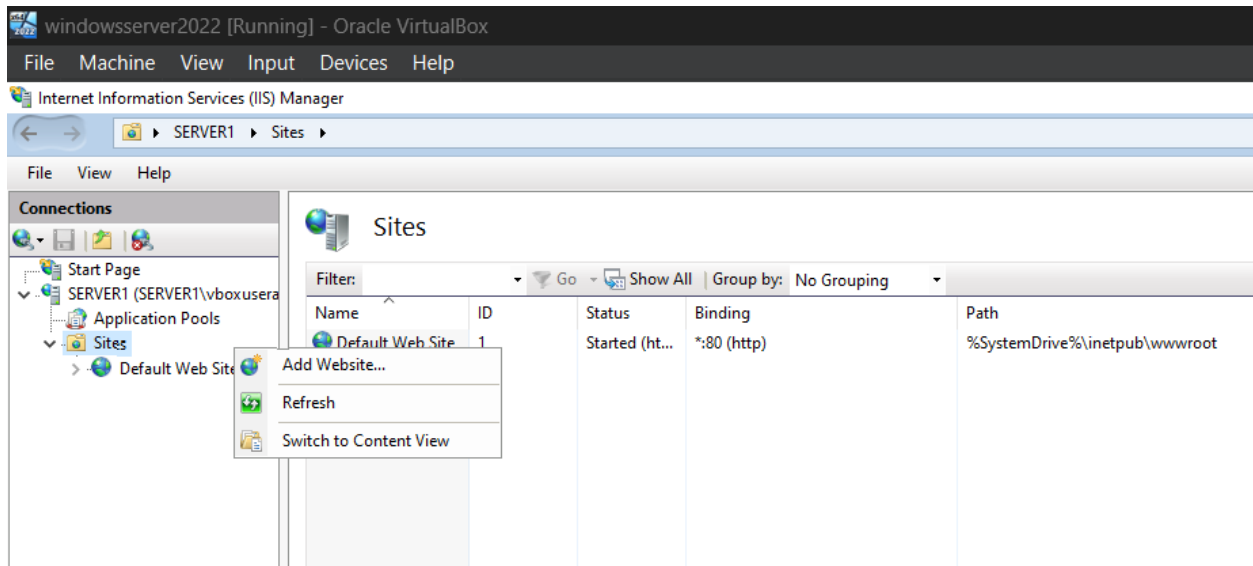 windowsserver2022 [Running] - Oracle VirtualBox
File Machine View Input Devices Help
Internet Information Services (IIS) Manager
SERVER1 Sites
File View Help
Connections
Start Page
SERVER1 (SERVER1\vboxusera
Application Pools
Sites
Default Web Site
Add Website...
Refresh
Switch to Content View
Sites
Filter: Go Show All Group by: No Grouping
Name ID Status Binding Path
Default Web Site 1 Started (ht... *:80 (http) %SystemDrive%\inetpub\wwwroot